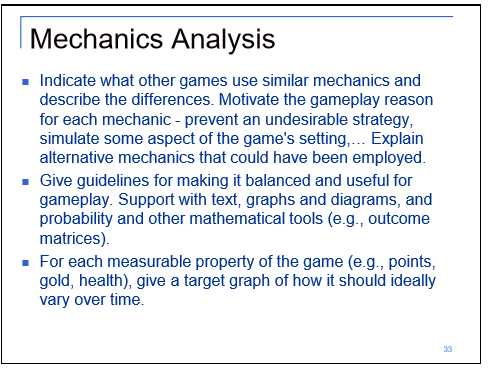 Mechanics Analysis
Indicate what other games use similar mechanics and
describe the differences. Motivate the gameplay reason
for each mechanic - prevent an undesirable strategy,
simulate some aspect of the game's setting,... Explain
alternative mechanics that could have been employed.
Give guidelines for making it balanced and useful for
gameplay. Support with text, graphs and diagrams, and
probability and other mathematical tools (e.g., outcome
matrices).
For each measurable property of the game (e.g., points,
gold, health), give a target graph of how it should ideally
vary over time.
33